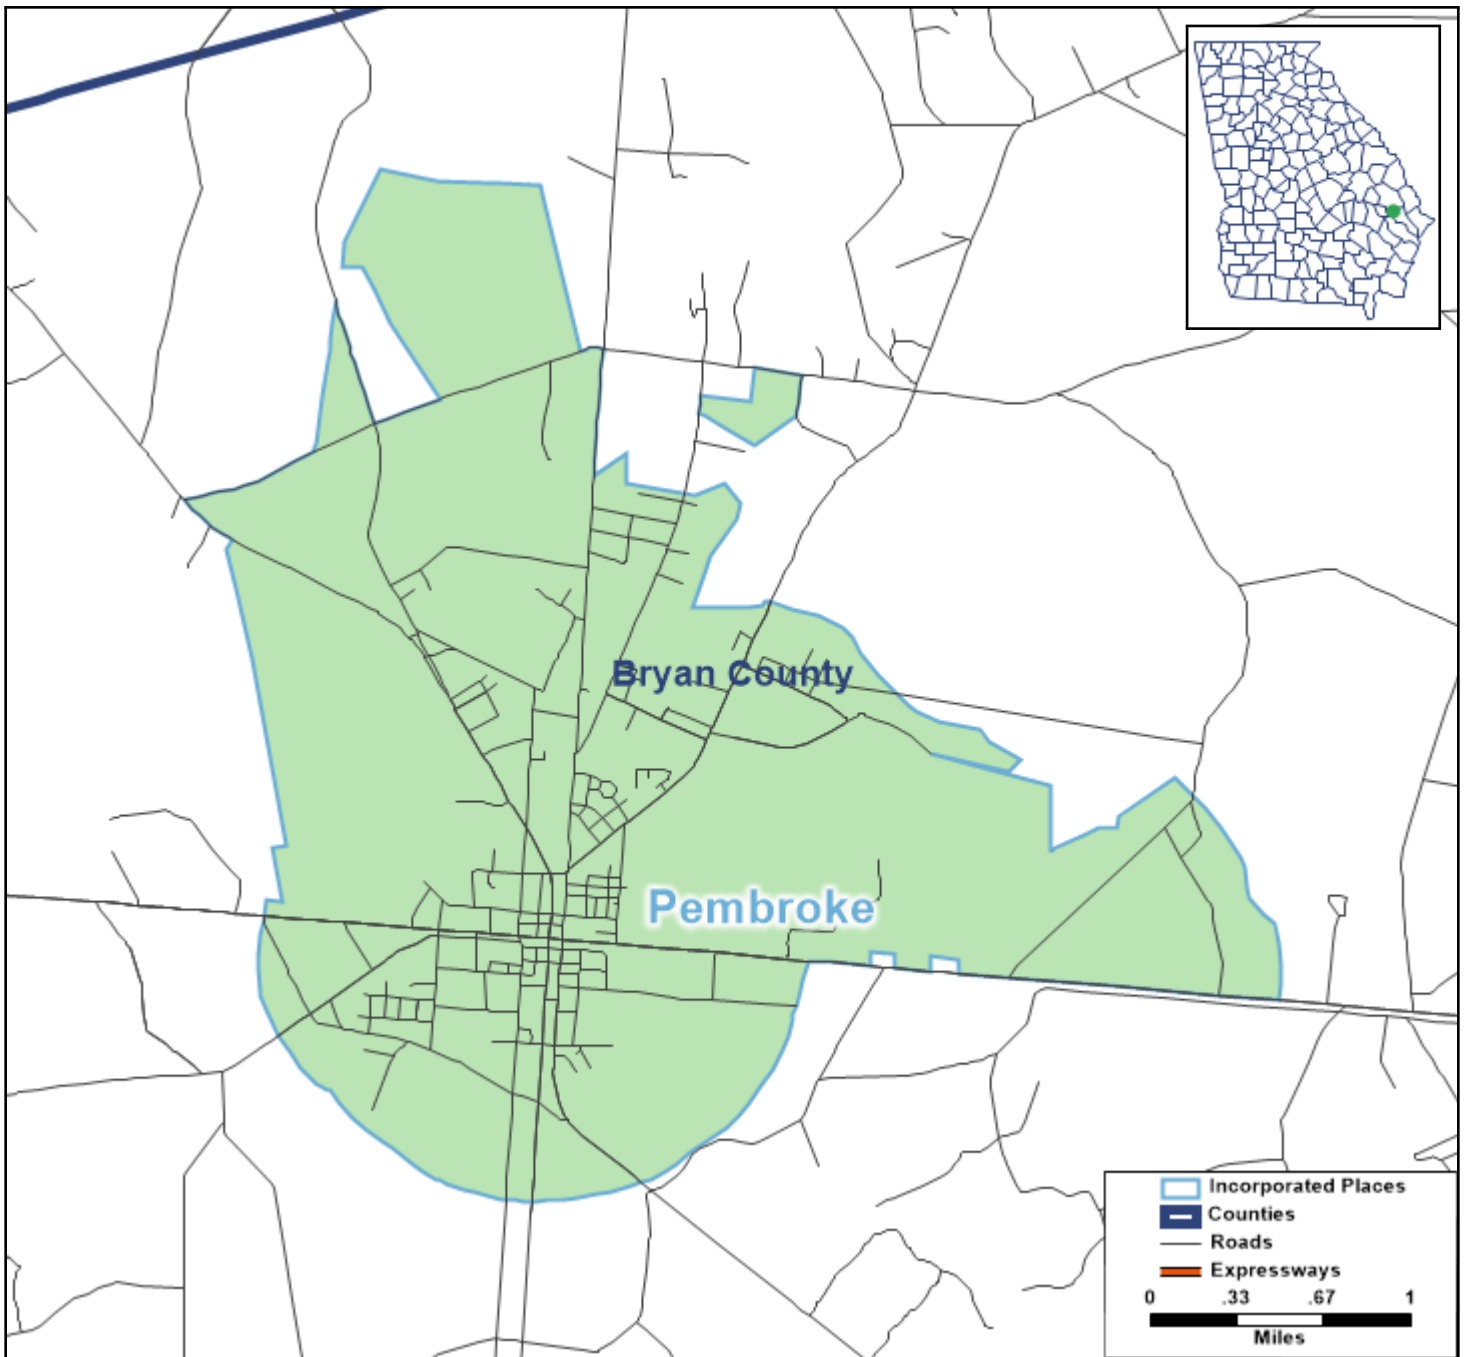 Bryan County
Pembroke
Incorporated Places
Counties
Roads
Expressways
0 .33 .67 1
Miles